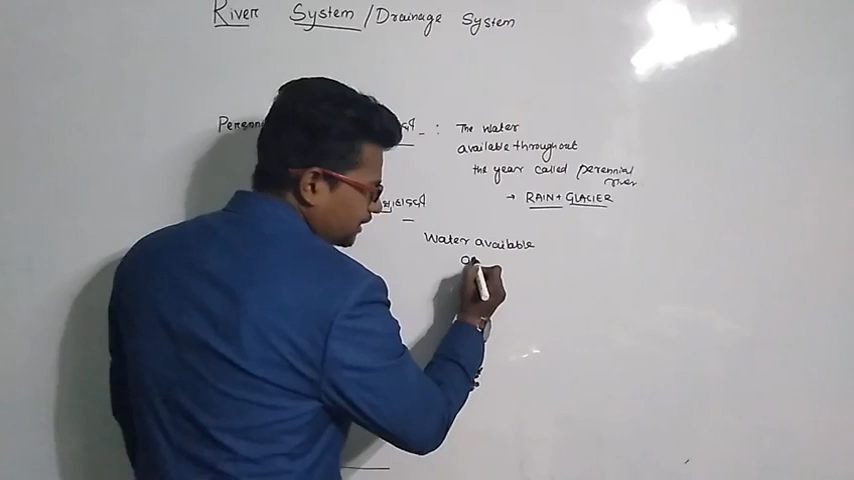 River System / Drainage System
: The Water
available throughout
the year called perennial
river
→ RAIN + GLACIER
Water available